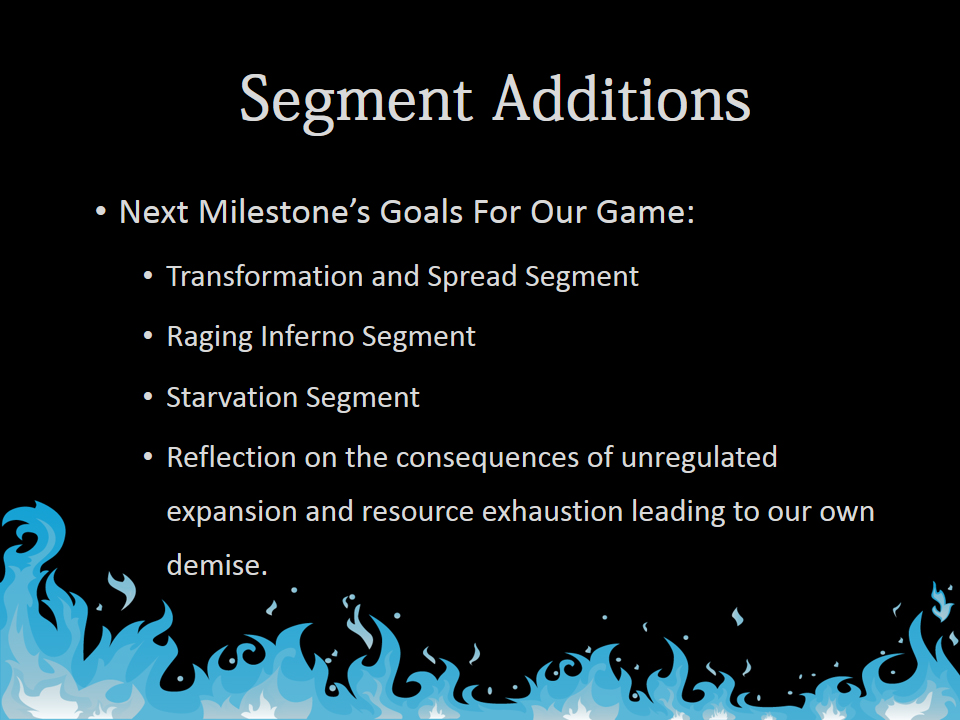 Segment Additions
• Next Milestone’s Goals For Our Game:
• Transformation and Spread Segment
• Raging Inferno Segment
• Starvation Segment
• Reflection on the consequences of unregulated
expansion and resource exhaustion leading to our own
demise.